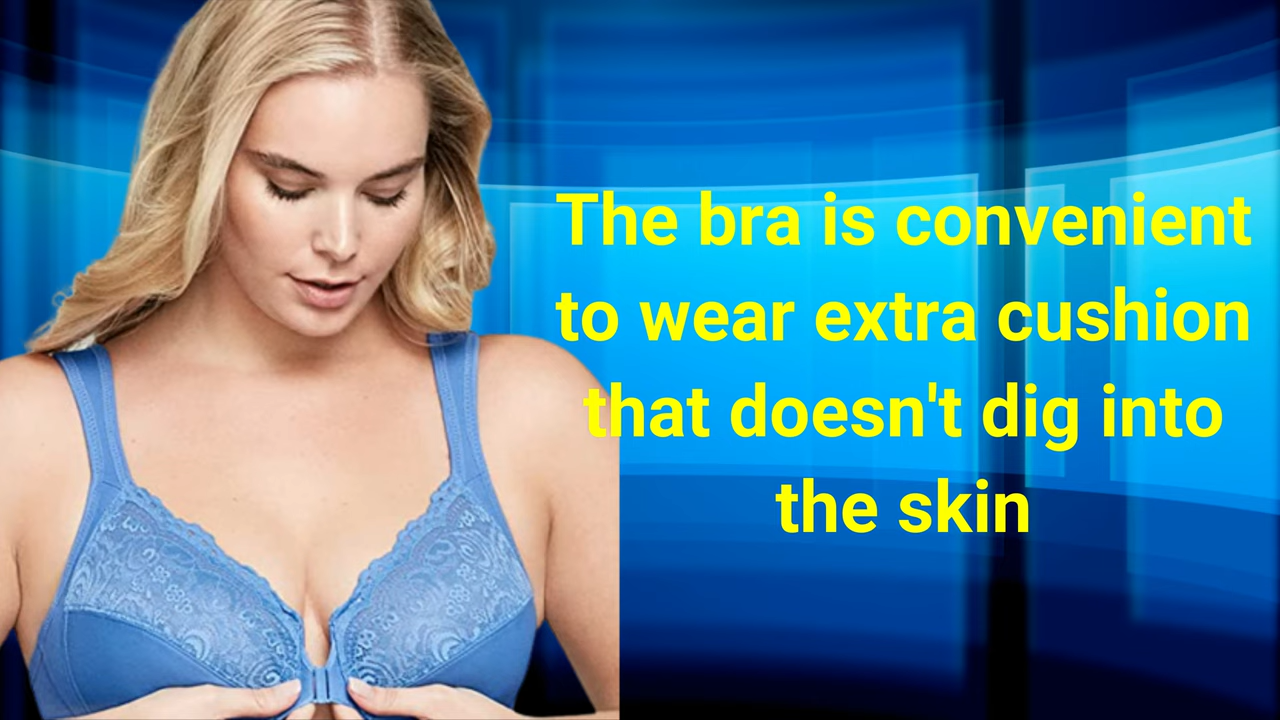 The bra is convenient
to wear extra cushion
that doesn't dig into
the skin